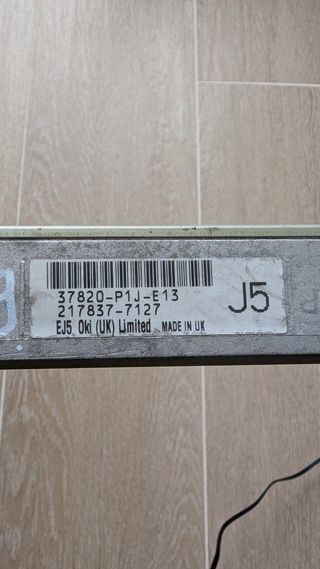 37820-P1J-E13
217837-7127
J5
EJ5 Oki (UK) Limited MADE IN UK